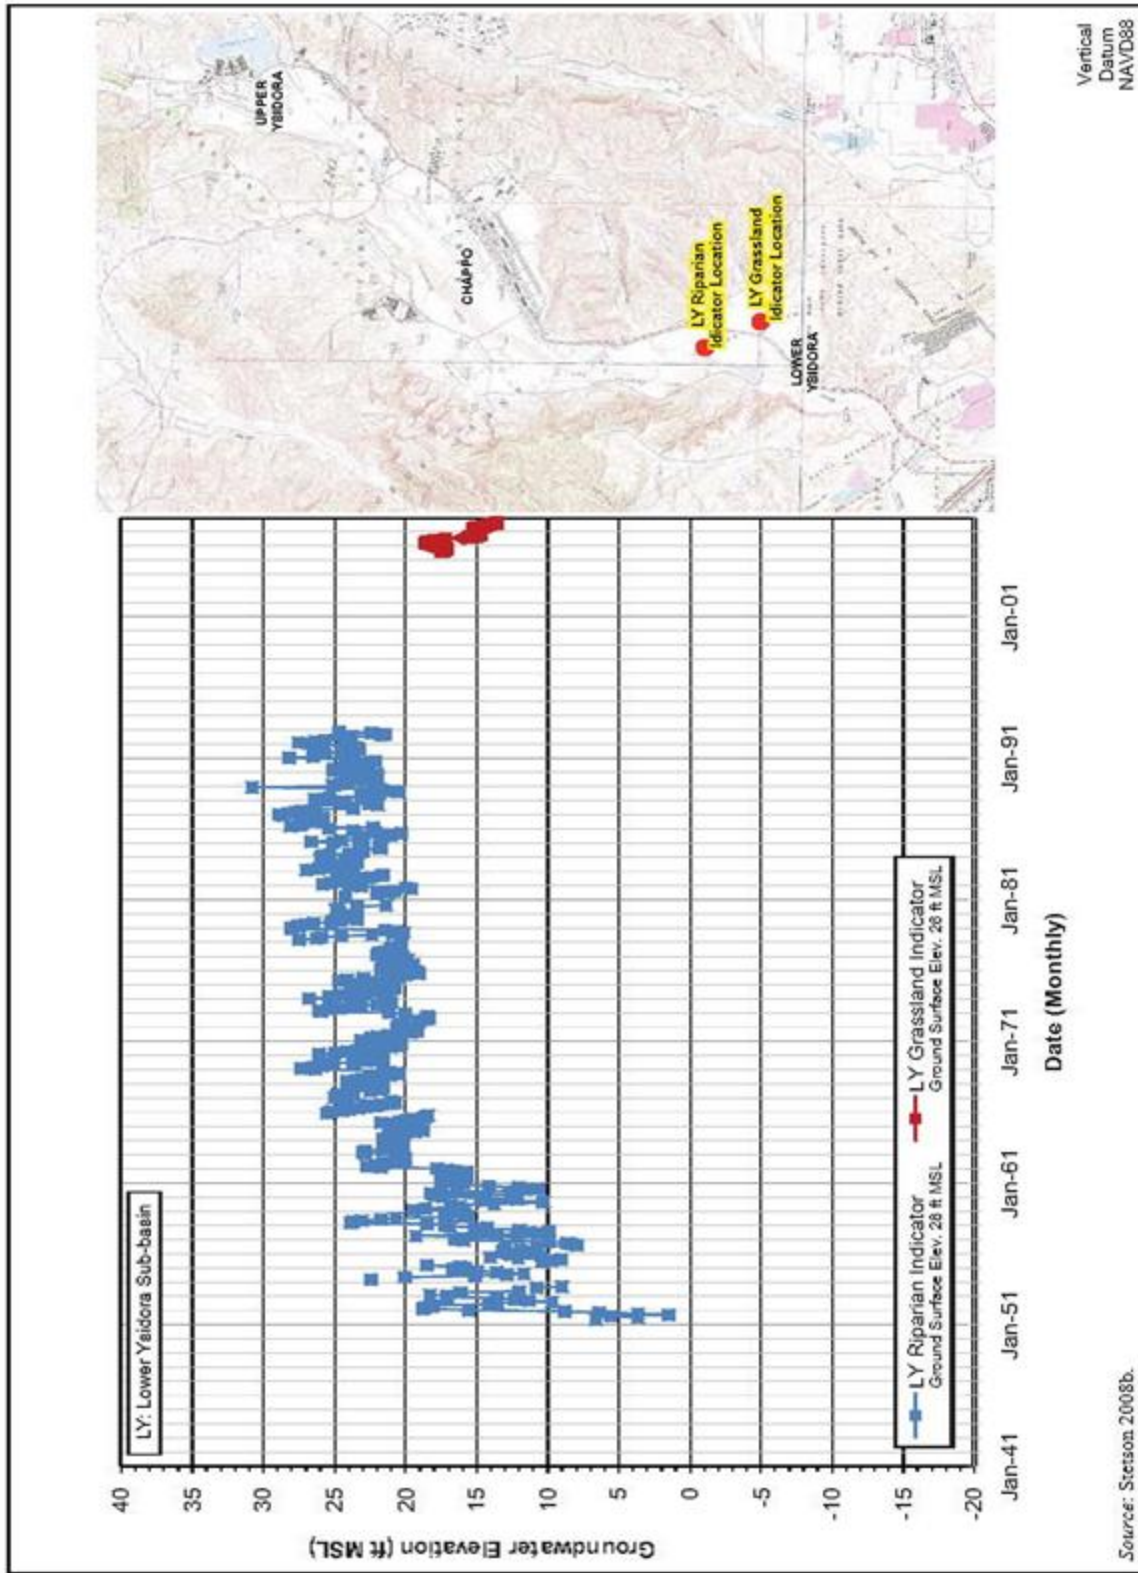 LY: Lower Ysidora Sub-basin
Groundwater Elevation (ft MSL)
40
35
30
25
20
15
10
5
0
-5
-10
-15
-20
Jan-41
Jan-51
Jan-61
Jan-71
Jan-81
Jan-91
Jan-01
Date (Monthly)
LY Riparian Indicator
Ground Surface Elev. 28 ft MSL
LY Grassland Indicator
Ground Surface Elev. 26 ft MSL
UPPER
YSIDORA
CHAPPO
LY Riparian
Idicator Location
LY Grassland
Idicator Location
LOWER
YSIDORA
Vertical
Datum
NAVD88
Source: Stetson 2008b.